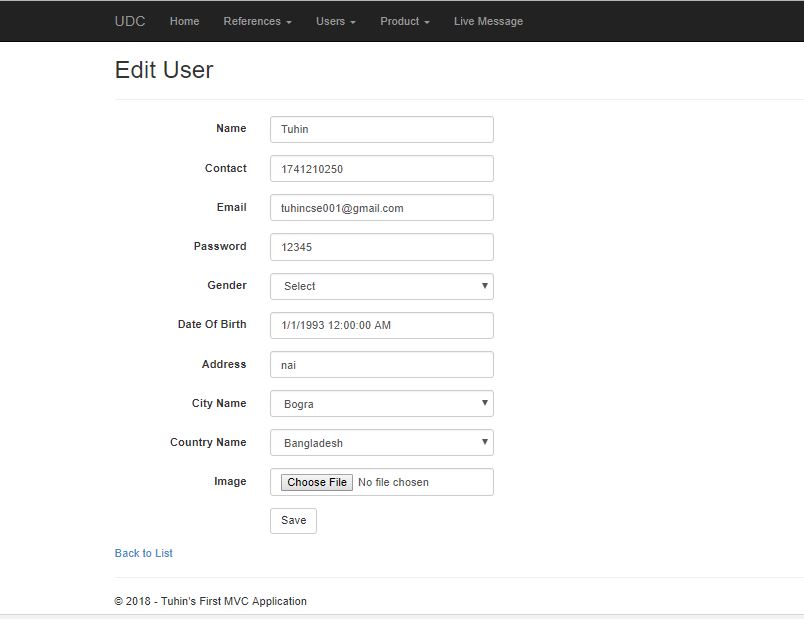 UDC Home References Users Product Live Message
Edit User
Name Tuhin
Contact 1741210250
Email tuhincse001@gmail.com
Password 12345
Gender Select
Date Of Birth 1/1/1993 12:00:00 AM
Address nai
City Name Bogra
Country Name Bangladesh
Image Choose File No file chosen
Save
Back to List
© 2018 - Tuhin's First MVC Application